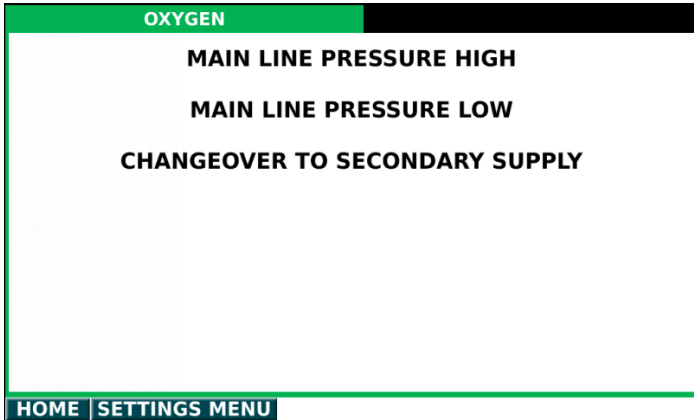 OXYGEN
MAIN LINE PRESSURE HIGH
MAIN LINE PRESSURE LOW
CHANGEOVER TO SECONDARY SUPPLY
HOME SETTINGS MENU